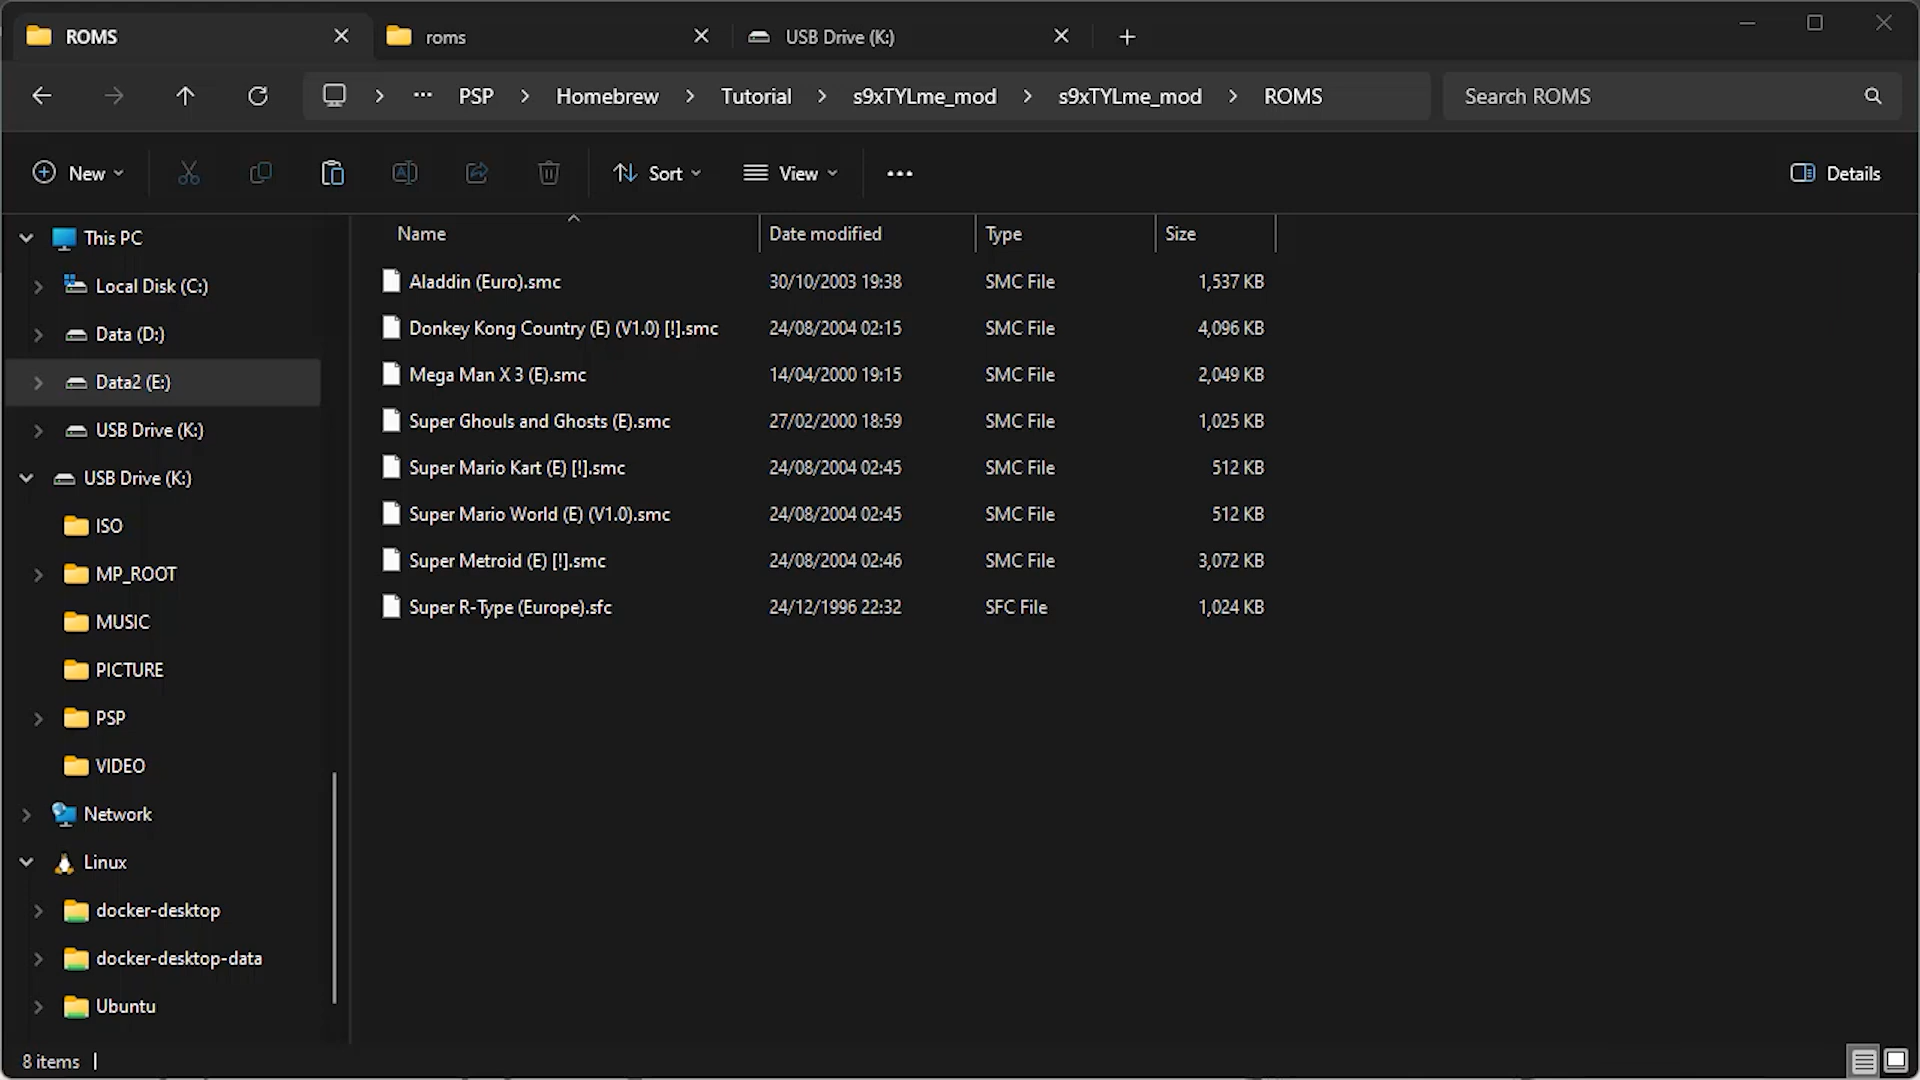 ROMS
roms
USB Drive (K:)
PSP
Homebrew
Tutorial
s9xTYLme_mod
s9xTYLme_mod
ROMS
Search ROMS
New
Sort
View
Details
This PC
Local Disk (C:)
Data (D:)
Data2 (E:)
USB Drive (K:)
USB Drive (K:)
ISO
MP_ROOT
MUSIC
PICTURE
PSP
VIDEO
Network
Linux
docker-desktop
docker-desktop-data
Ubuntu
Name Date modified Type Size
Aladdin (Euro).smc 30/10/2003 19:38 SMC File 1,537 KB
Donkey Kong Country (E) (V1.0) [!].smc 24/08/2004 02:15 SMC File 4,096 KB
Mega Man X 3 (E).smc 14/04/2000 19:15 SMC File 2,049 KB
Super Ghouls and Ghosts (E).smc 27/02/2000 18:59 SMC File 1,025 KB
Super Mario Kart (E) [!].smc 24/08/2004 02:45 SMC File 512 KB
Super Mario World (E) (V1.0).smc 24/08/2004 02:45 SMC File 512 KB
Super Metroid (E) [!].smc 24/08/2004 02:46 SMC File 3,072 KB
Super R-Type (Europe).sfc 24/12/1996 22:32 SFC File 1,024 KB
8 items